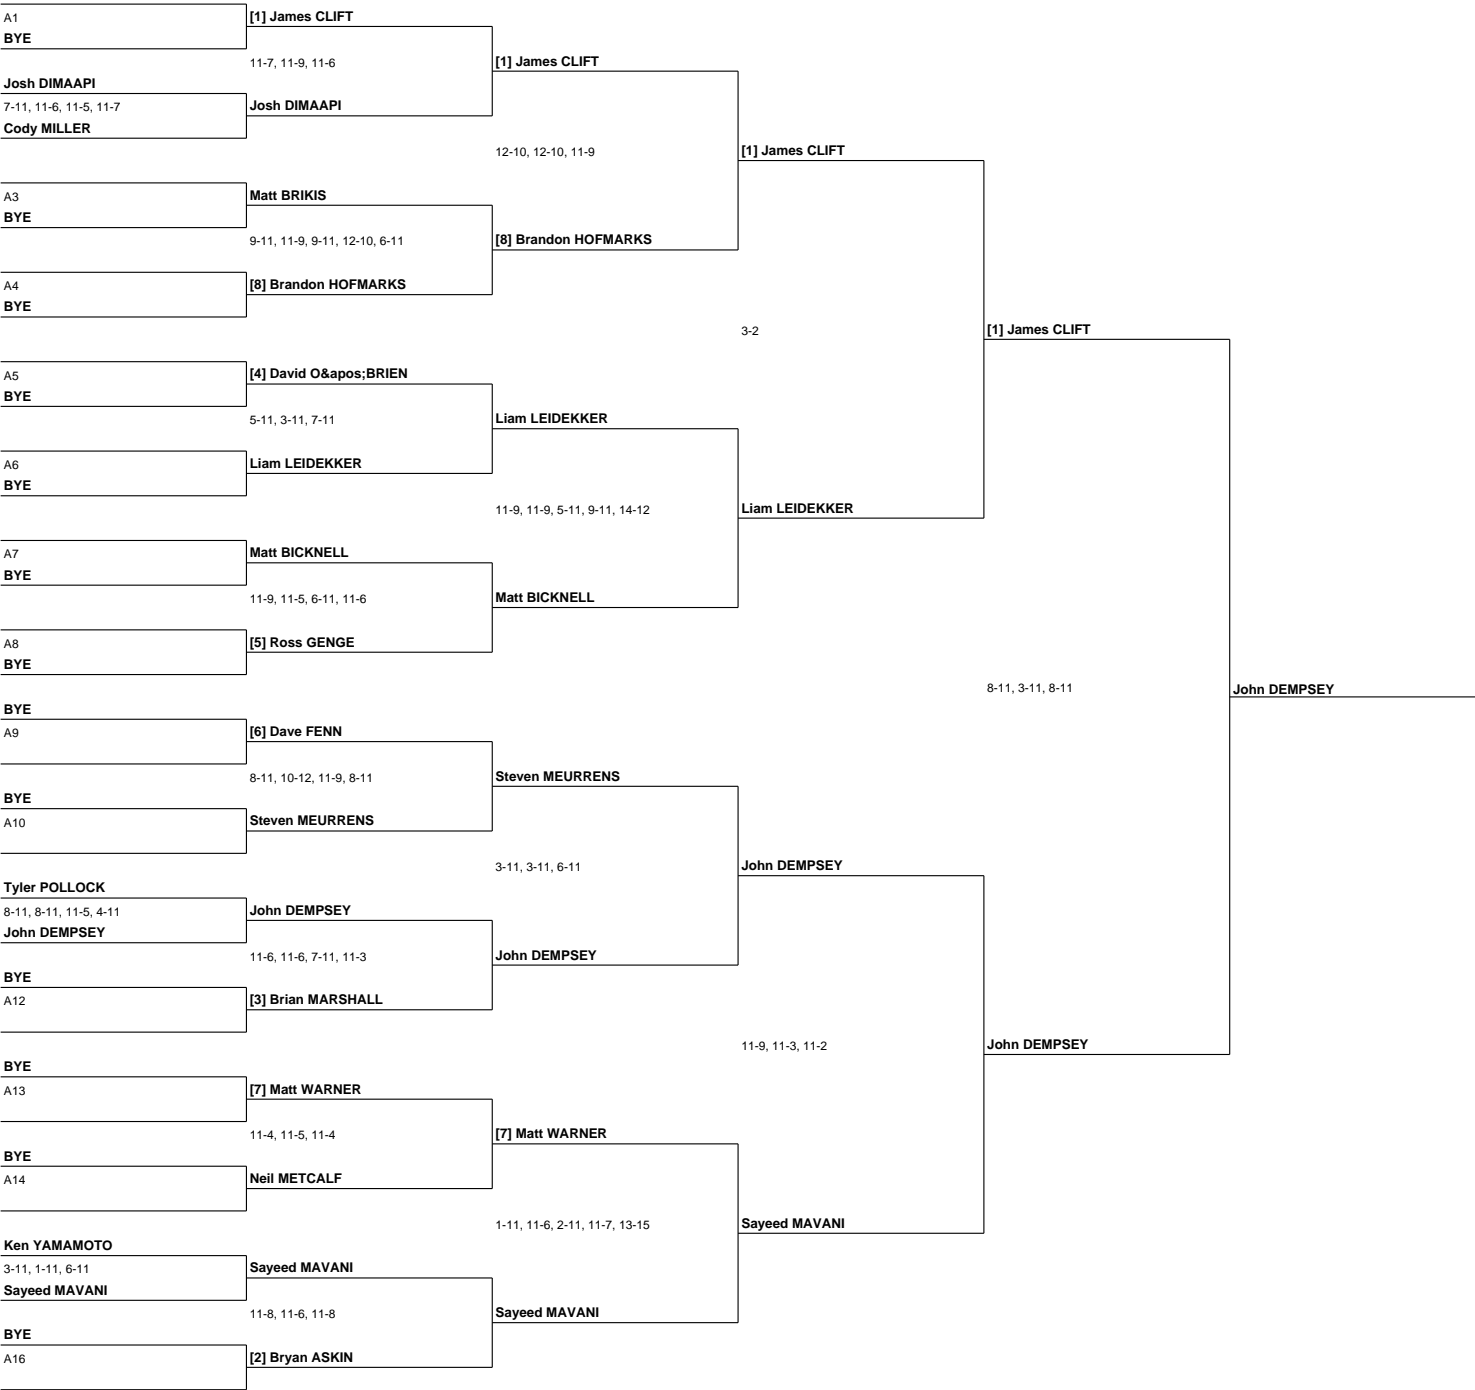 A1
BYE
[1] James CLIFT
11-7, 11-9, 11-6
[1] James CLIFT
Josh DIMAAPI
7-11, 11-6, 11-5, 11-7
Cody MILLER
Josh DIMAAPI
12-10, 12-10, 11-9
[1] James CLIFT
A3
BYE
Matt BRIKIS
9-11, 11-9, 9-11, 12-10, 6-11
[8] Brandon HOFMARKS
A4
BYE
[8] Brandon HOFMARKS
3-2
[1] James CLIFT
A5
BYE
[4] David O&apos;BRIEN
5-11, 3-11, 7-11
Liam LEIDEKKER
A6
BYE
Liam LEIDEKKER
11-9, 11-9, 5-11, 9-11, 14-12
Liam LEIDEKKER
A7
BYE
Matt BICKNELL
11-9, 11-5, 6-11, 11-6
Matt BICKNELL
A8
BYE
[5] Ross GENGE
8-11, 3-11, 8-11
John DEMPSEY
BYE
A9
[6] Dave FENN
8-11, 10-12, 11-9, 8-11
Steven MEURRENS
BYE
A10
Steven MEURRENS
3-11, 3-11, 6-11
John DEMPSEY
Tyler POLLOCK
8-11, 8-11, 11-5, 4-11
John DEMPSEY
John DEMPSEY
11-6, 11-6, 7-11, 11-3
John DEMPSEY
BYE
A12
[3] Brian MARSHALL
11-9, 11-3, 11-2
John DEMPSEY
BYE
A13
[7] Matt WARNER
11-4, 11-5, 11-4
[7] Matt WARNER
BYE
A14
Neil METCALF
1-11, 11-6, 2-11, 11-7, 13-15
Sayeed MAVANI
Ken YAMAMOTO
3-11, 1-11, 6-11
Sayeed MAVANI
Sayeed MAVANI
11-8, 11-6, 11-8
Sayeed MAVANI
BYE
A16
[2] Bryan ASKIN